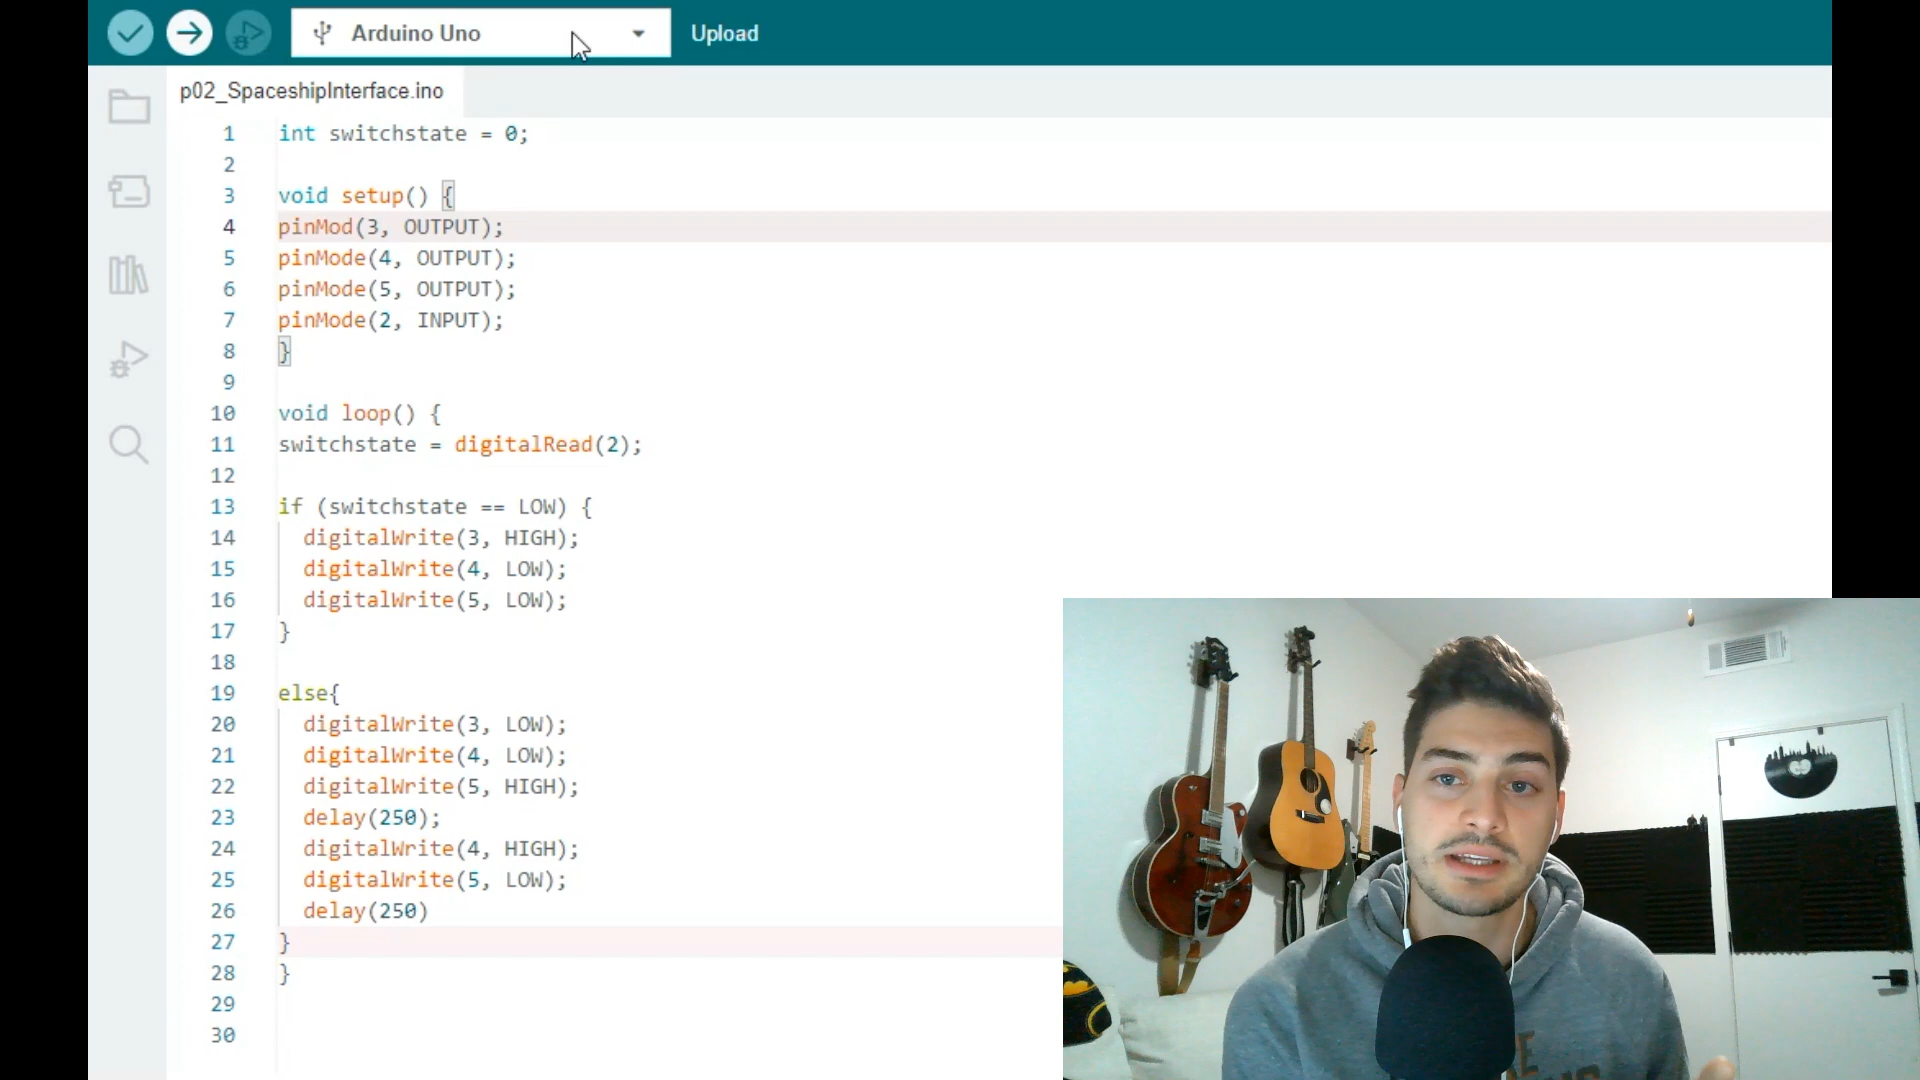 Arduino Uno
Upload
p02_SpaceshipInterface.ino
1 int switchstate = 0;
2
3 void setup() {
4 pinMod(3, OUTPUT);
5 pinMode(4, OUTPUT);
6 pinMode(5, OUTPUT);
7 pinMode(2, INPUT);
8 }
9
10 void loop() {
11 switchstate = digitalRead(2);
12
13 if (switchstate == LOW) {
14 digitalWrite(3, HIGH);
15 digitalWrite(4, LOW);
16 digitalWrite(5, LOW);
17 }
18
19 else{
20 digitalWrite(3, LOW);
21 digitalWrite(4, LOW);
22 digitalWrite(5, HIGH);
23 delay(250);
24 digitalWrite(4, HIGH);
25 digitalWrite(5, LOW);
26 delay(250)
27 }
28 }
29
30